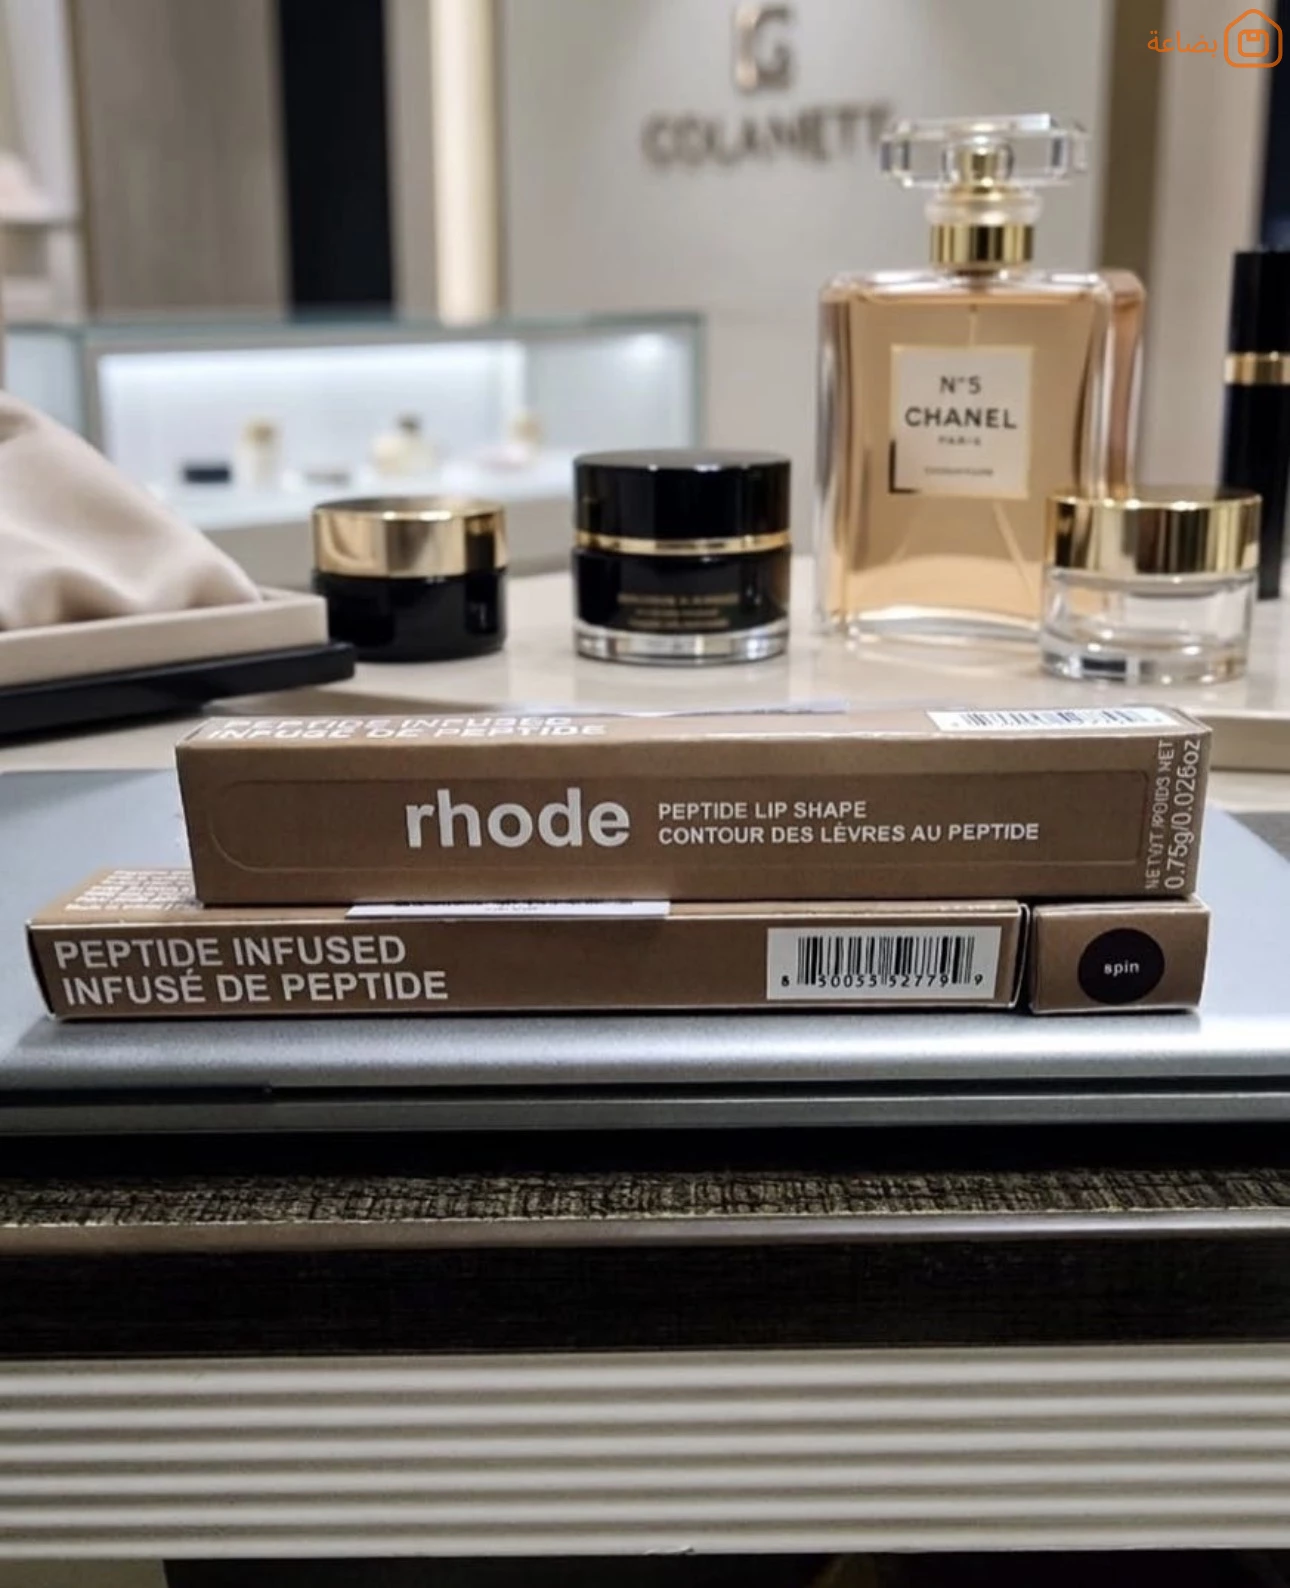 بضاعة
COLANETT
N°5
CHANEL
PARIS
PEPTIDE INFUSED
INFUSÉ DE PEPTIDE
rhode
PEPTIDE LIP SHAPE
CONTOUR DES LÈVRES AU PEPTIDE
NET WT /POIDS NET
0.75g/0.026oz
PEPTIDE INFUSED
INFUSÉ DE PEPTIDE
8 50055 52779 9
spin